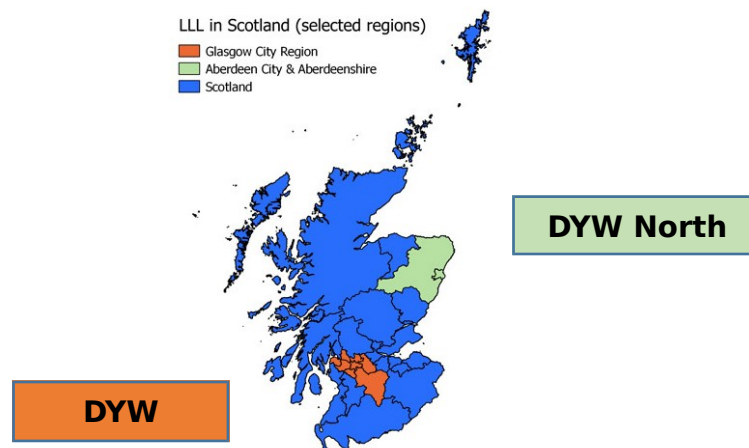 LLL in Scotland (selected regions)
Glasgow City Region
Aberdeen City & Aberdeenshire
Scotland
DYW North
DYW